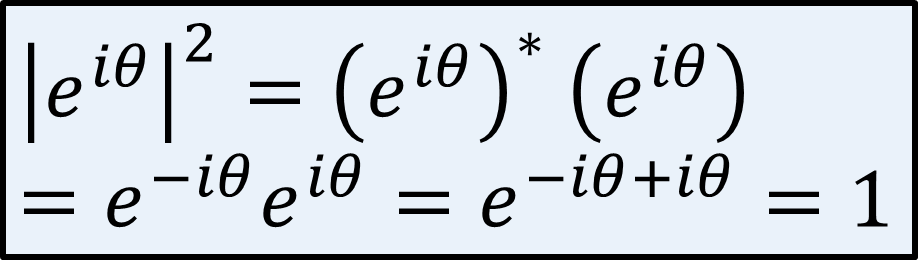 |e^{iθ}|^2 = (e^{iθ})^* (e^{iθ})
= e^{-iθ} e^{iθ} = e^{-iθ+iθ} = 1